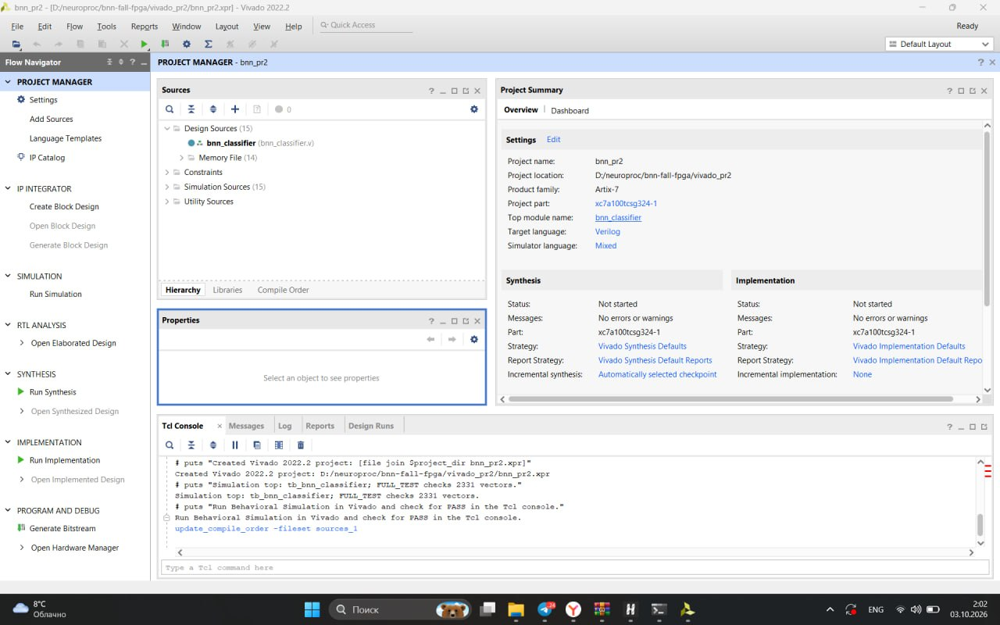 bnn_pr2 - [D:/neuroproc/bnn-fall-fpga/vivado_pr2/bnn_pr2.xpr] - Vivado 2022.2
File Edit Flow Tools Reports Window Layout View Help Quick Access Ready
Default Layout
Flow Navigator
PROJECT MANAGER
Settings
Add Sources
Language Templates
IP Catalog
IP INTEGRATOR
Create Block Design
Open Block Design
Generate Block Design
SIMULATION
Run Simulation
RTL ANALYSIS
Open Elaborated Design
SYNTHESIS
Run Synthesis
Open Synthesized Design
IMPLEMENTATION
Run Implementation
Open Implemented Design
PROGRAM AND DEBUG
Generate Bitstream
Open Hardware Manager
PROJECT MANAGER - bnn_pr2
Sources
0
Design Sources (15)
bnn_classifier (bnn_classifier.v)
Memory File (14)
Constraints
Simulation Sources (15)
Utility Sources
Hierarchy Libraries Compile Order
Properties
Select an object to see properties
Project Summary
Overview Dashboard
Settings Edit
Project name: bnn_pr2
Project location: D:/neuroproc/bnn-fall-fpga/vivado_pr2
Product family: Artix-7
Project part: xc7a100tcsg324-1
Top module name: bnn_classifier
Target language: Verilog
Simulator language: Mixed
Synthesis
Status: Not started
Messages: No errors or warnings
Part: xc7a100tcsg324-1
Strategy: Vivado Synthesis Defaults
Report Strategy: Vivado Synthesis Default Reports
Incremental synthesis: Automatically selected checkpoint
Implementation
Status: Not started
Messages: No errors or warnings
Part: xc7a100tcsg324-1
Strategy: Vivado Implementation Defaults
Report Strategy: Vivado Implementation Default Repo
Incremental implementation: None
Tcl Console Messages Log Reports Design Runs
# puts "Created Vivado 2022.2 project: [file join $project_dir bnn_pr2.xpr]"
Created Vivado 2022.2 project: D:/neuroproc/bnn-fall-fpga/vivado_pr2/bnn_pr2.xpr
# puts "Simulation top: tb_bnn_classifier; FULL_TEST checks 2331 vectors."
Simulation top: tb_bnn_classifier; FULL_TEST checks 2331 vectors.
# puts "Run Behavioral Simulation in Vivado and check for PASS in the Tcl console."
Run Behavioral Simulation in Vivado and check for PASS in the Tcl console.
update_compile_order -fileset sources_1
Type a Tcl command here
8°C
Облачно
Поиск
24
ENG
2:02
03.10.2026